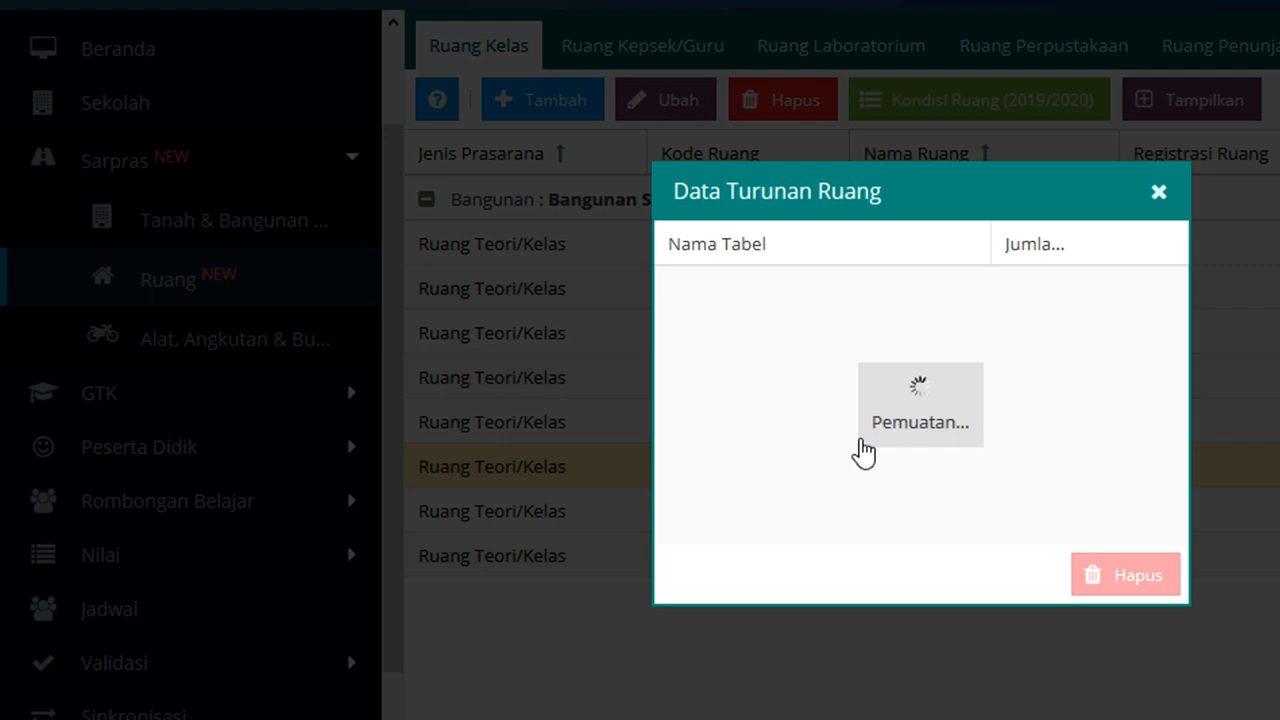 Beranda
Sekolah
Sarpras NEW
Tanah & Bangunan ...
Ruang NEW
Alat, Angkutan & Bu...
GTK
Peserta Didik
Rombongan Belajar
Nilai
Jadwal
Validasi
Sinkronisasi
Ruang Kelas Ruang Kepsek/Guru Ruang Laboratorium Ruang Perpustakaan Ruang Penunja
Tambah Ubah Hapus Kondisi Ruang (2019/2020) Tampilkan
Jenis Prasarana Kode Ruang Nama Ruang Registrasi Ruang
Bangunan : Bangunan S
Ruang Teori/Kelas
Ruang Teori/Kelas
Ruang Teori/Kelas
Ruang Teori/Kelas
Ruang Teori/Kelas
Ruang Teori/Kelas
Ruang Teori/Kelas
Ruang Teori/Kelas
Data Turunan Ruang
Nama Tabel Jumla...
Pemuatan...
Hapus